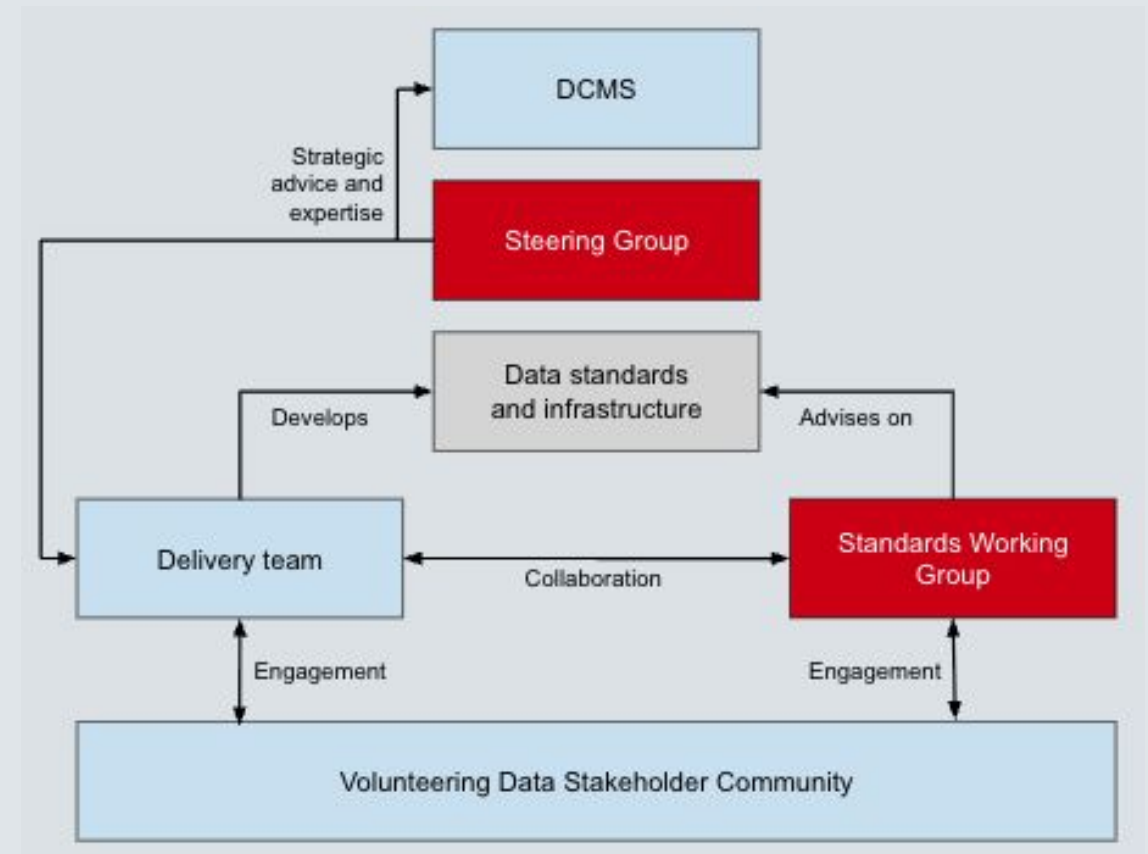 DCMS
Strategic
advice and
expertise
Steering Group
Data standards
and infrastructure
Develops
Advises on
Delivery team
Standards Working
Group
Collaboration
Engagement
Engagement
Volunteering Data Stakeholder Community